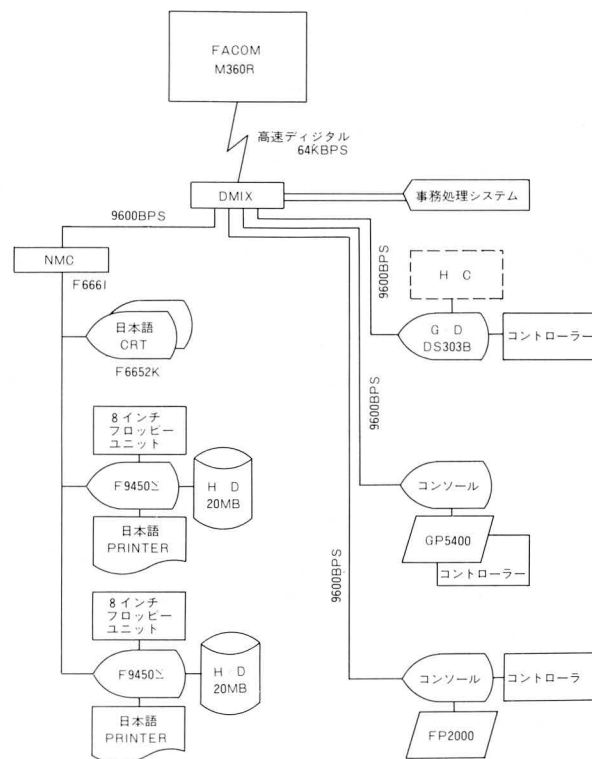 FACOM
M360R
高速ディジタル
64KBPS
DMIX
事務処理システム
9600BPS
NMC
F6661
日本語
CRT
F6652K
8インチ
フロッピー
ユニット
F9450Σ
H D
20MB
日本語
PRINTER
8インチ
フロッピー
ユニット
F9450Σ
H D
20MB
日本語
PRINTER
9600BPS
H C
G D
DS303B
コントローラー
9600BPS
コンソール
GP5400
コントローラー
9600BPS
コンソール
コントローラ
FP2000